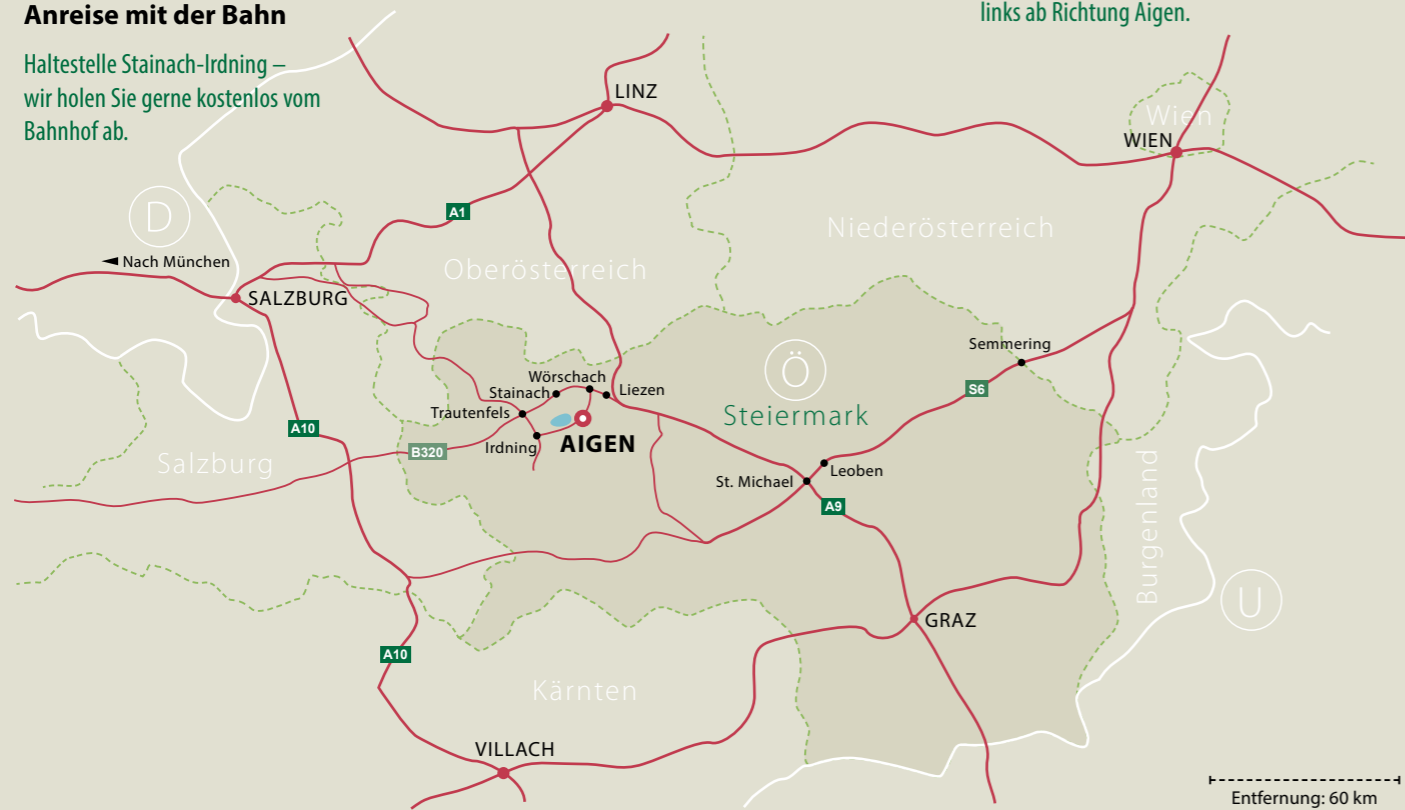 Anreise mit der Bahn
Haltestelle Stainach-Irdning –
wir holen Sie gerne kostenlos vom
Bahnhof ab.
links ab Richtung Aigen.
LINZ
Wien
WIEN
D
A1
Niederösterreich
Nach München
Oberösterreich
SALZBURG
Semmering
Ö
Wörschach
Stainach
Liezen
S6
Trautenfels
Steiermark
A10
Irdning
AIGEN
B320
Salzburg
Leoben
St. Michael
A9
Burgenland
U
GRAZ
A10
Kärnten
VILLACH
Entfernung: 60 km